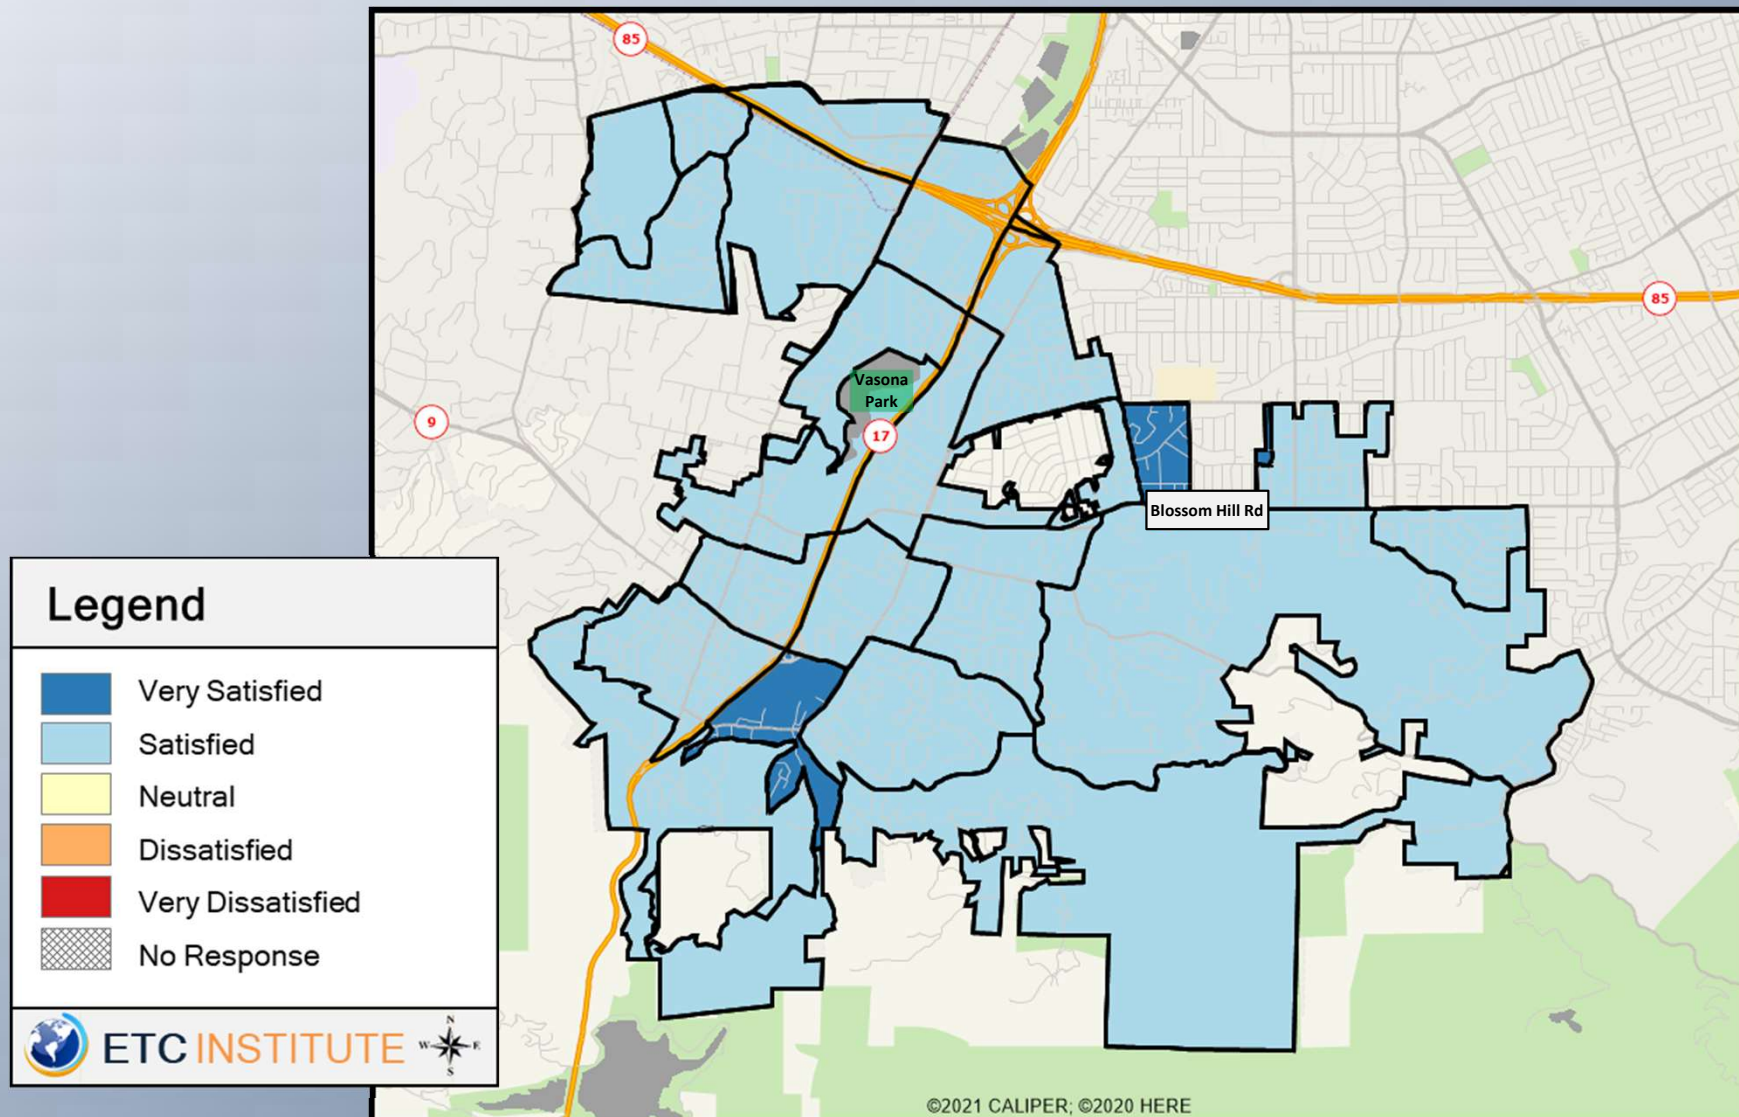 85
85
9
Vasona
Park
17
Blossom Hill Rd
Legend
Very Satisfied
Satisfied
Neutral
Dissatisfied
Very Dissatisfied
No Response
ETC INSTITUTE
N
W E
S
©2021 CALIPER; ©2020 HERE